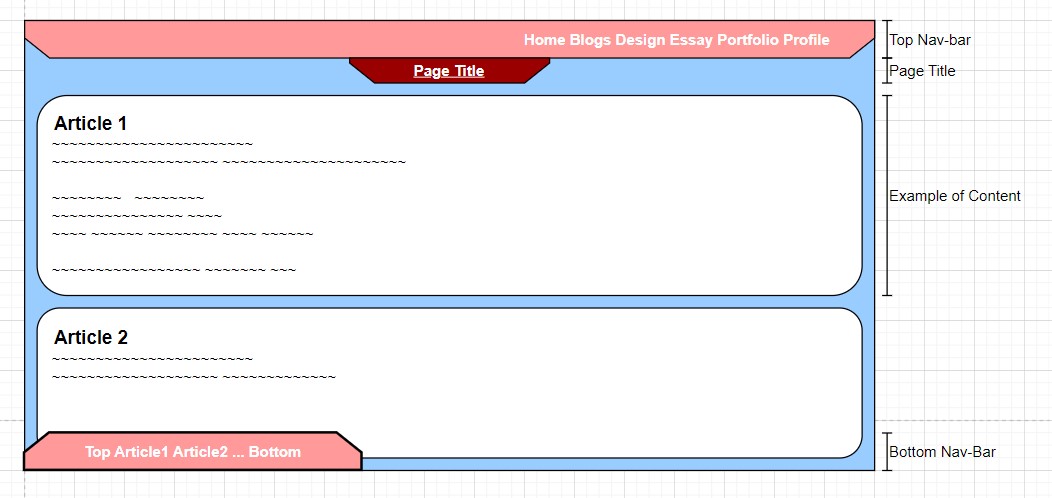 Home Blogs Design Essay Portfolio Profile
Top Nav-bar
Page Title
Page Title
Article 1
~~~~~~~~~~~~~~~~~~~~~~~
~~~~~~~~~~~~~~~~~~~ ~~~~~~~~~~~~~~~~~~~~~
~~~~~~~~ ~~~~~~~~
Example of Content
~~~~~~~~~~~~~~~ ~~~~
~~~~ ~~~~~~ ~~~~~~~~ ~~~~ ~~~~~~
~~~~~~~~~~~~~~~~~ ~~~~~~~ ~~~
Article 2
~~~~~~~~~~~~~~~~~~~~~~~
~~~~~~~~~~~~~~~~~~~ ~~~~~~~~~~~~~
Top Article1 Article2 ... Bottom
Bottom Nav-Bar